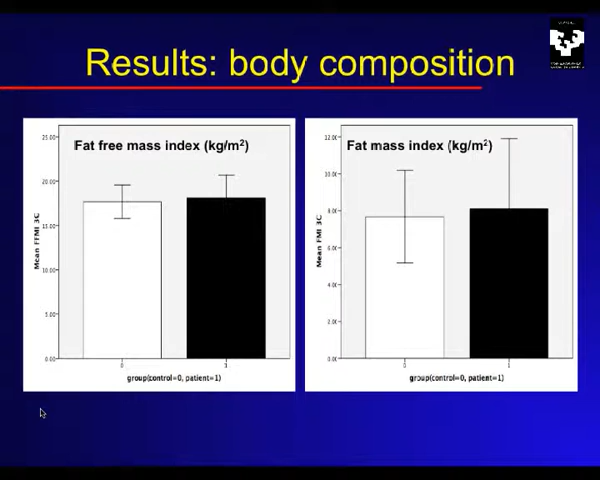 Results: body composition
Fat free mass index (kg/m²)
25.00
20.00
15.00
10.00
5.00
0.00
Mean FFMI 3C
0
1
group(control=0, patient=1)
Fat mass index (kg/m²)
12.00
10.00
8.00
6.00
4.00
2.00
0.00
Mean FMI 3C
0
1
group(control=0, patient=1)